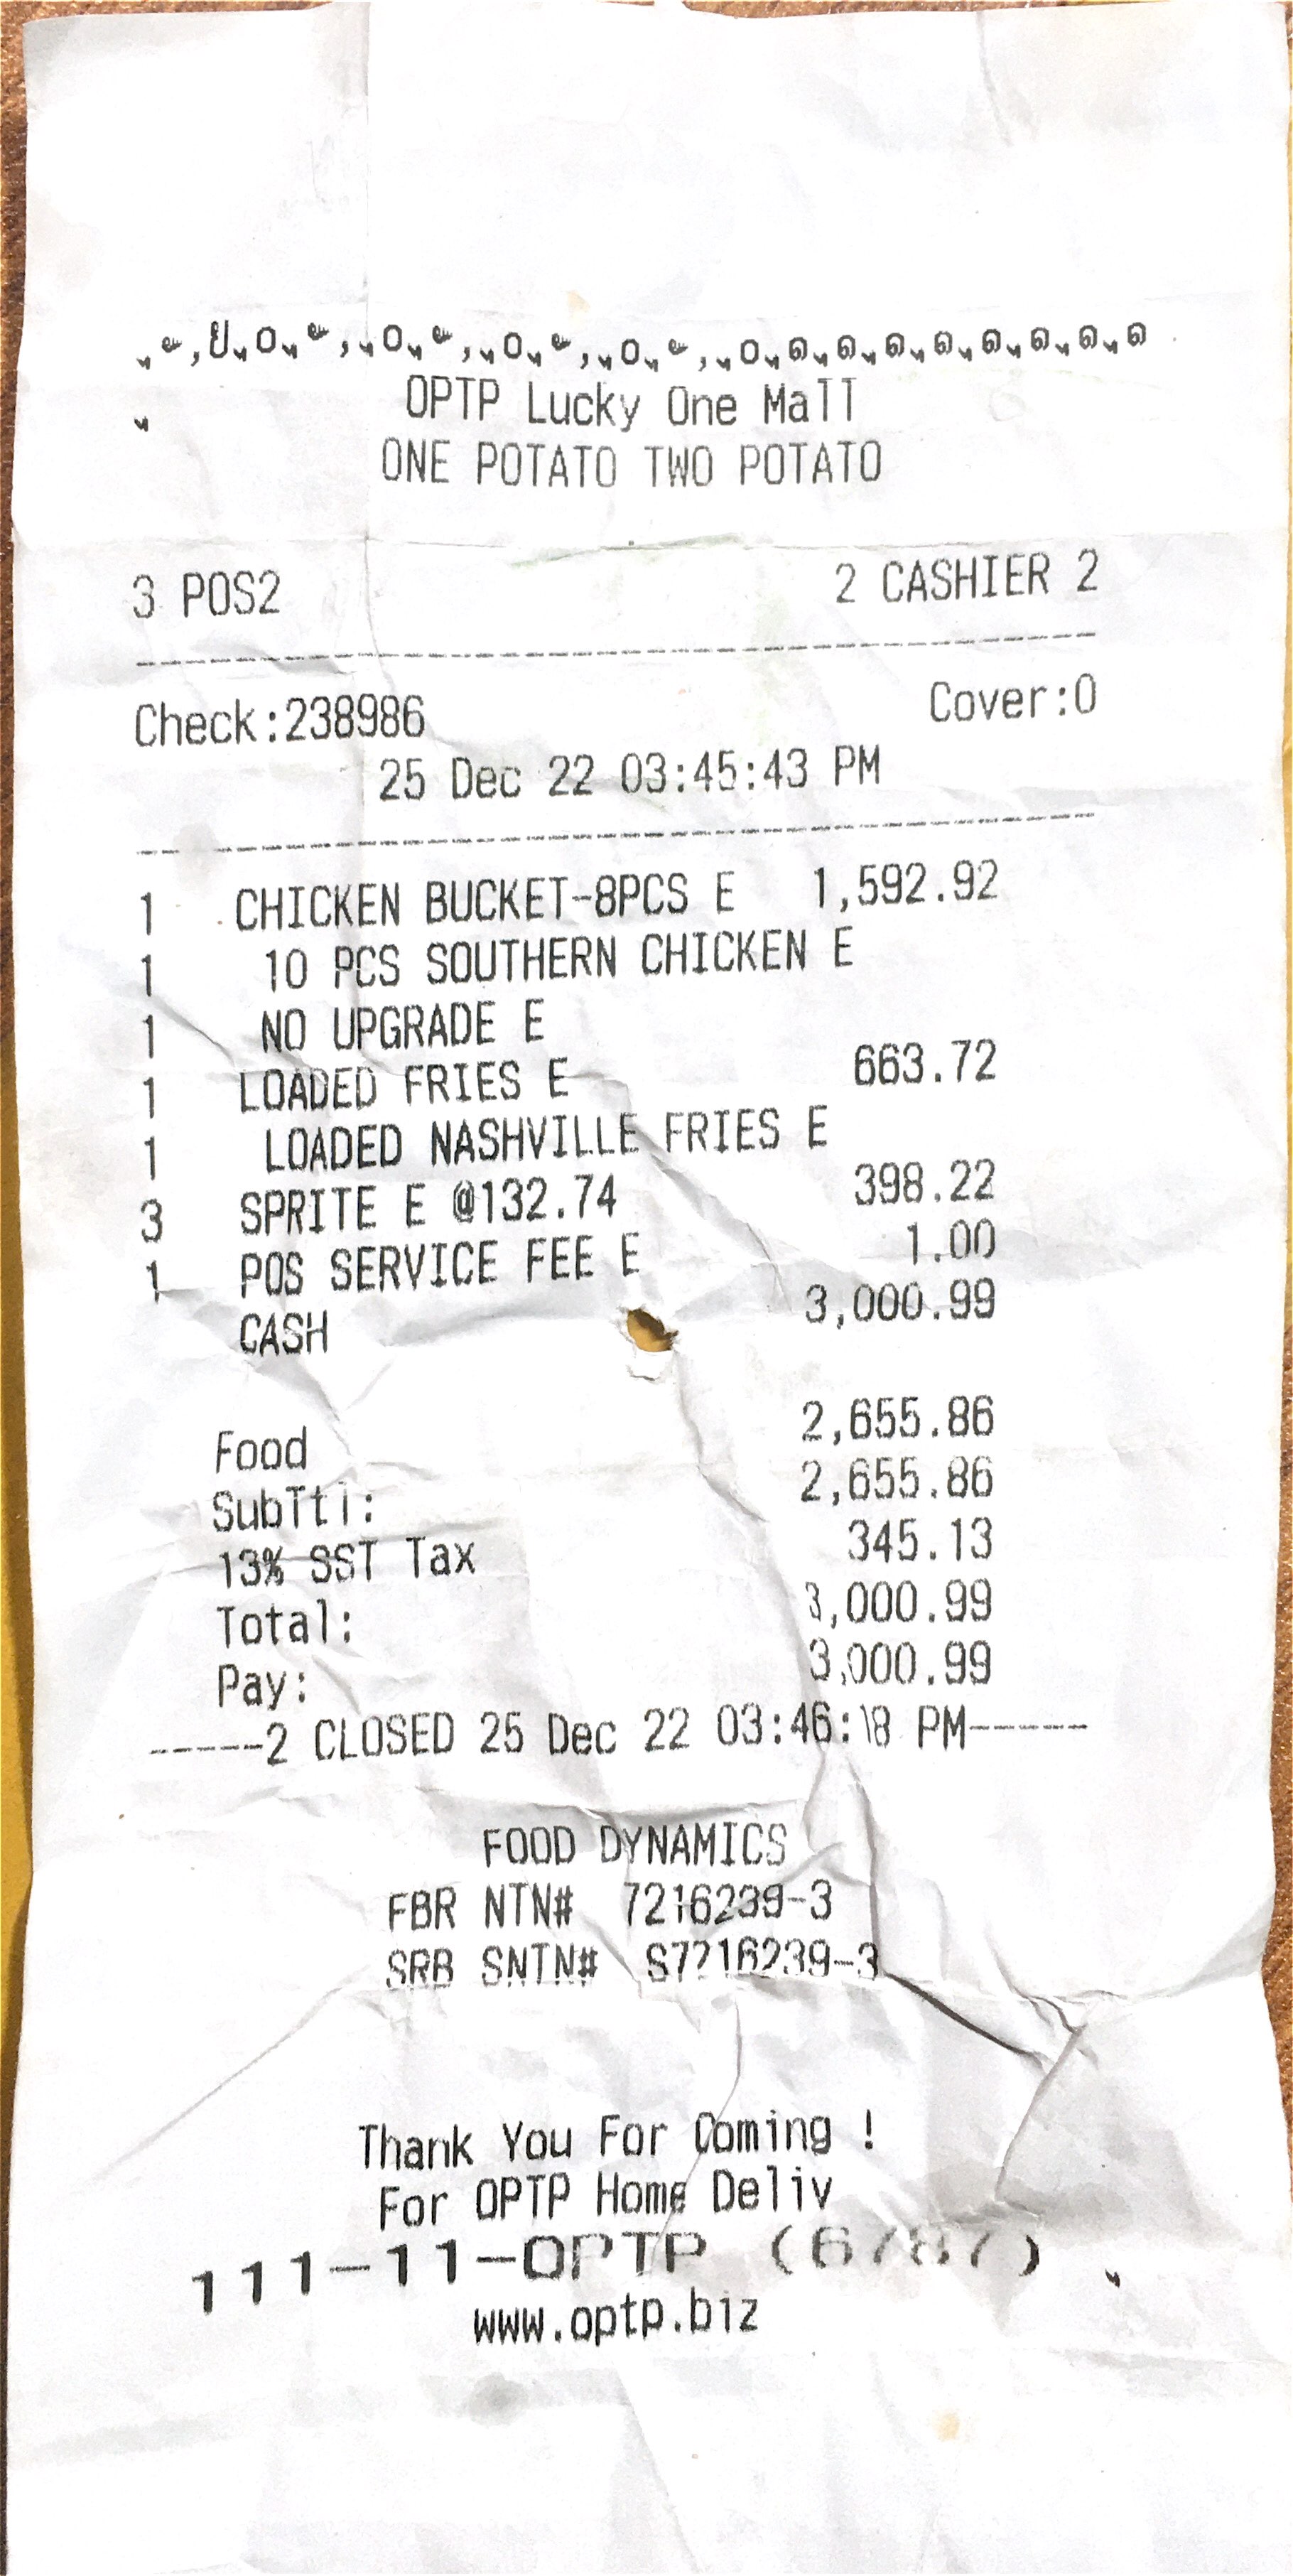 OPTP Lucky One Mall
ONE POTATO TWO POTATO
3 POS2 2 CASHIER 2
Check:238986 Cover:0
25 Dec 22 03:45:43 PM
1 CHICKEN BUCKET-8PCS E 1,592.92
1 10 PCS SOUTHERN CHICKEN E
1 NO UPGRADE E
1 LOADED FRIES E 663.72
1 LOADED NASHVILLE FRIES E
3 SPRITE E @132.74 398.22
1 POS SERVICE FEE E 1.00
CASH 3,000.99
Food 2,655.86
SubTtl: 2,655.86
13% SST Tax 345.13
Total: 3,000.99
Pay: 3,000.99
-----2 CLOSED 25 Dec 22 03:46:18 PM-----
FOOD DYNAMICS
FBR NTN# 7216239-3
SRB SNTN# S7216239-3
Thank You For Coming !
For OPTP Home Deliv
111-11-OPTP (6787)
www.optp.biz